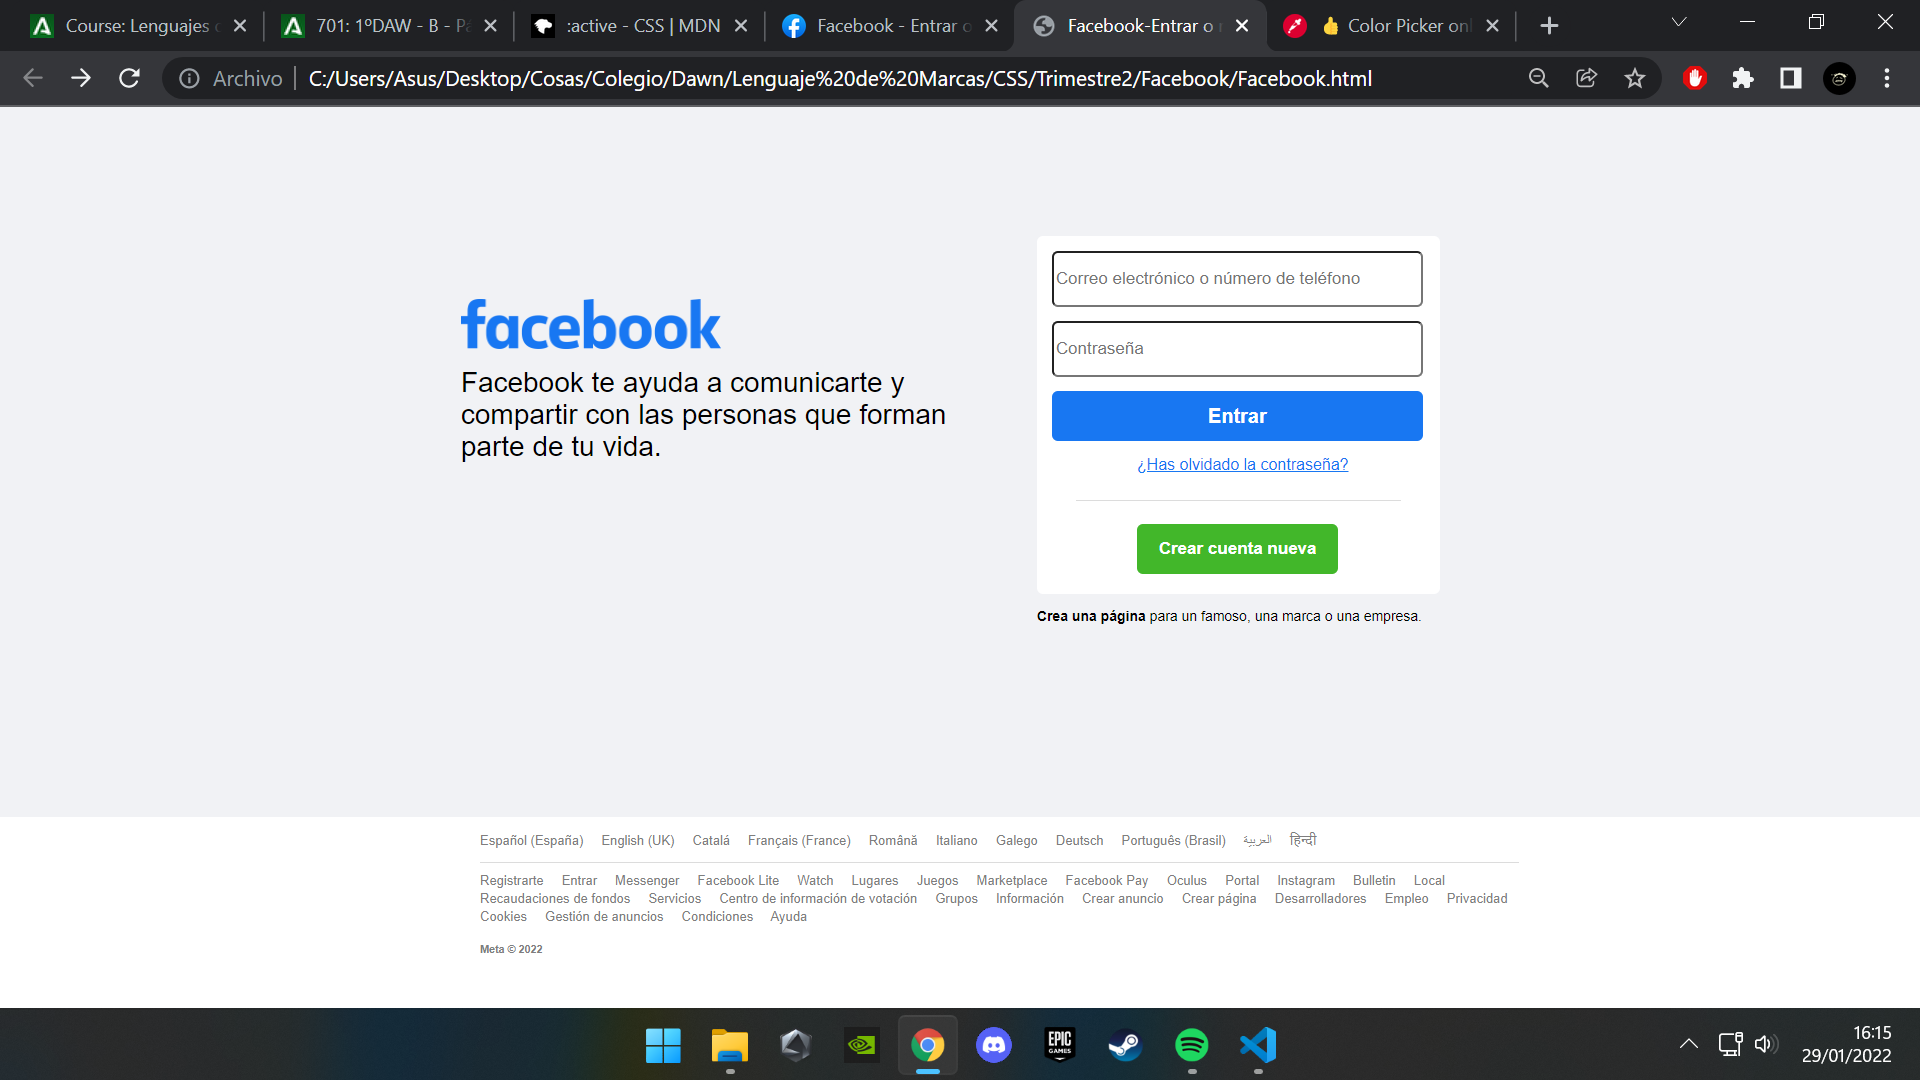 Course: Lenguajes
701: 1ºDAW - B - Pá
:active - CSS | MDN
Facebook - Entrar o
Facebook-Entrar o
👍 Color Picker onl
Archivo
C:/Users/Asus/Desktop/Cosas/Colegio/Dawn/Lenguaje%20de%20Marcas/CSS/Trimestre2/Facebook/Facebook.html
facebook
Facebook te ayuda a comunicarte y
compartir con las personas que forman
parte de tu vida.
Correo electrónico o número de teléfono
Contraseña
Entrar
¿Has olvidado la contraseña?
Crear cuenta nueva
Crea una página para un famoso, una marca o una empresa.
Español (España) English (UK) Catalá Français (France) Română Italiano Galego Deutsch Português (Brasil) العربية हिन्दी
Registrarte Entrar Messenger Facebook Lite Watch Lugares Juegos Marketplace Facebook Pay Oculus Portal Instagram Bulletin Local
Recaudaciones de fondos Servicios Centro de información de votación Grupos Información Crear anuncio Crear página Desarrolladores Empleo Privacidad
Cookies Gestión de anuncios Condiciones Ayuda
Meta © 2022
EPIC
GAMES
16:15
29/01/2022